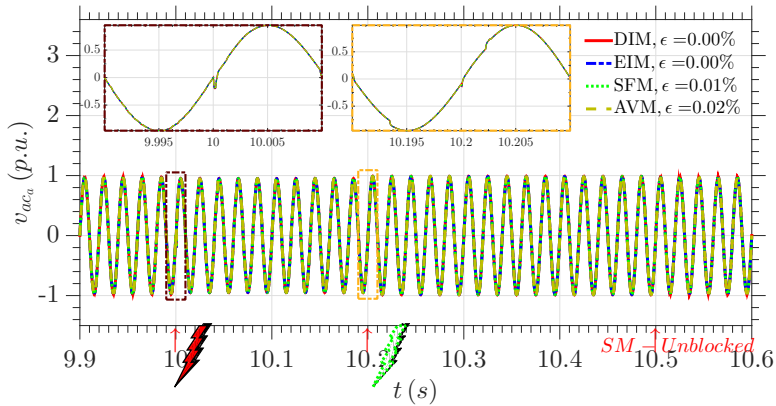 DIM, ϵ =0.00%
EIM, ϵ =0.00%
SFM, ϵ =0.01%
AVM, ϵ =0.02%
0.5
0
-0.5
9.995 10 10.005
0.5
0
-0.5
10.195 10.2 10.205
3
2
1
0
-1
v_{ac_a} (p.u.)
SM − Unblocked
9.9 10.0 10.1 10.2 10.3 10.4 10.5 10.6
t (s)